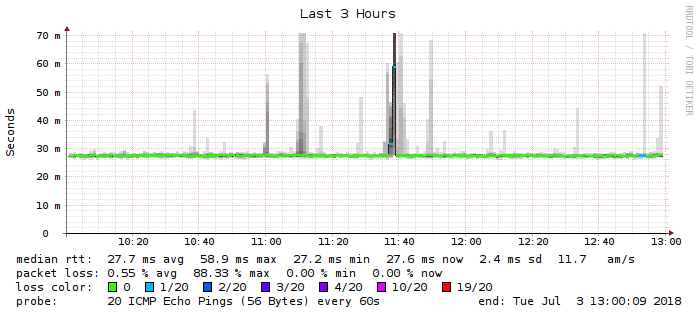 Last 3 Hours
RRDTOOL / TOBI OETIKER
Seconds
70 m
60 m
50 m
40 m
30 m
20 m
10 m
0
10:20 10:40 11:00 11:20 11:40 12:00 12:20 12:40 13:00
median rtt: 27.7 ms avg 58.9 ms max 27.2 ms min 27.6 ms now 2.4 ms sd 11.7 am/s
packet loss: 0.55 % avg 88.33 % max 0.00 % min 0.00 % now
loss color: 0 1/20 2/20 3/20 4/20 10/20 19/20
probe: 20 ICMP Echo Pings (56 Bytes) every 60s end: Tue Jul 3 13:00:09 2018